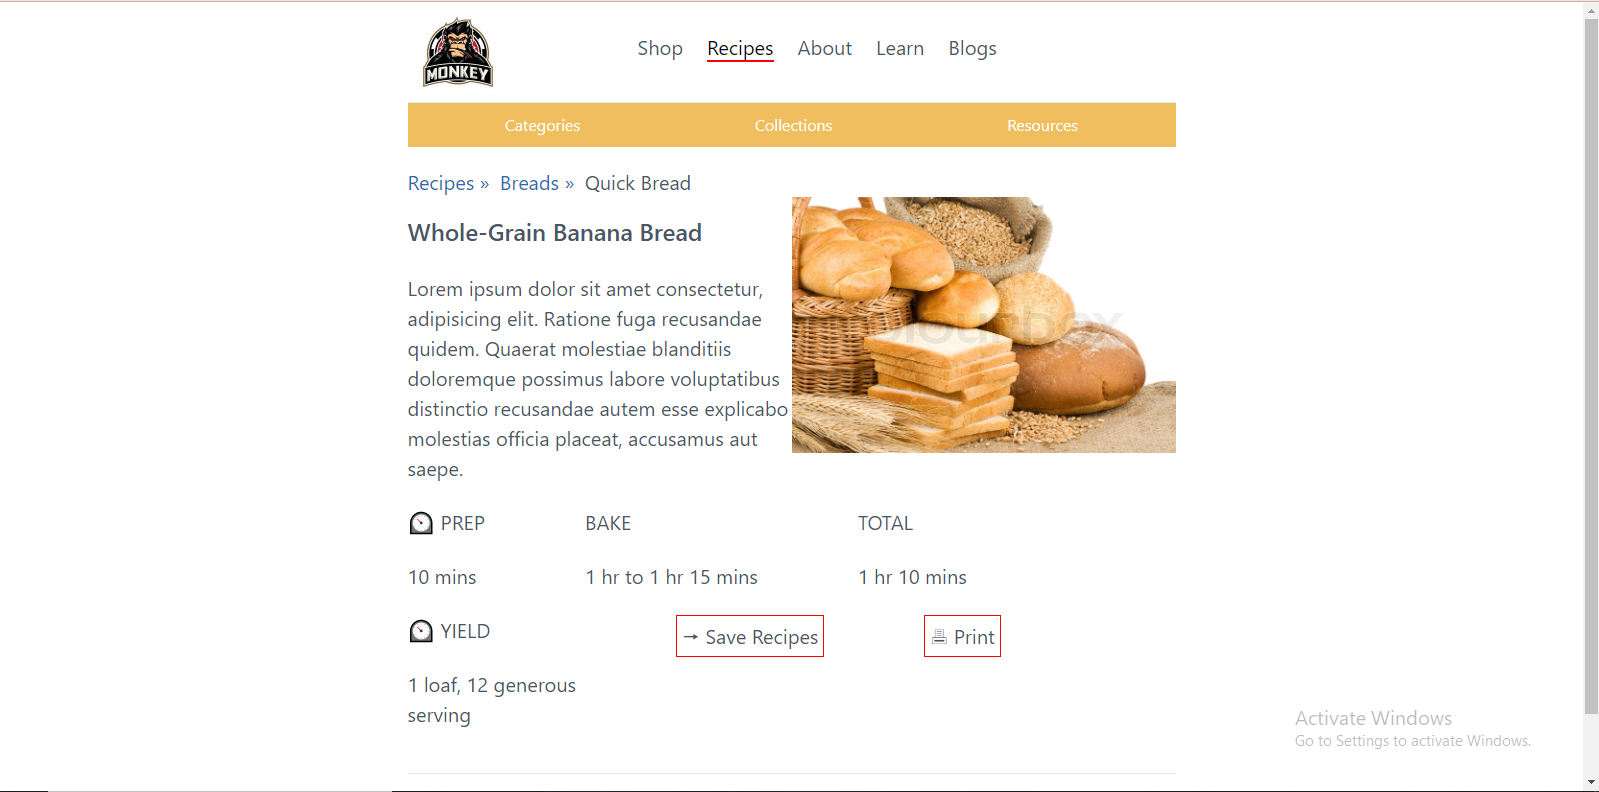 MONKEY
Shop Recipes About Learn Blogs
Categories Collections Resources
Recipes » Breads » Quick Bread
Whole-Grain Banana Bread
Lorem ipsum dolor sit amet consectetur,
adipisicing elit. Ratione fuga recusandae
quidem. Quaerat molestiae blanditiis
doloremque possimus labore voluptatibus
distinctio recusandae autem esse explicabo
molestias officia placeat, accusamus aut
saepe.
PREP BAKE TOTAL
10 mins 1 hr to 1 hr 15 mins 1 hr 10 mins
YIELD → Save Recipes Print
1 loaf, 12 generous
serving
Activate Windows
Go to Settings to activate Windows.